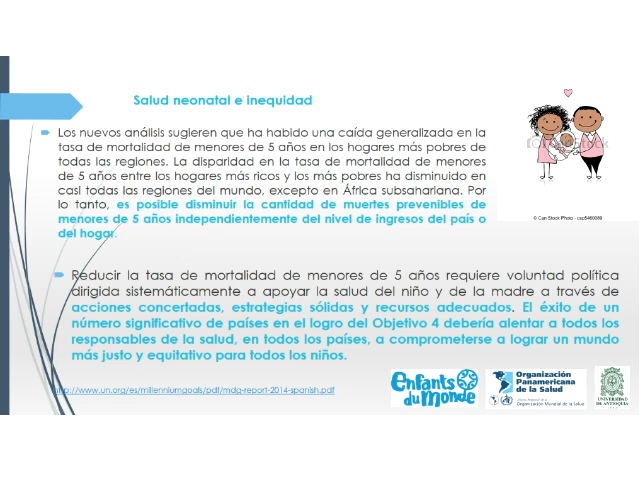 Salud neonatal e inequidad
Los nuevos análisis sugieren que ha habido una caída generalizada en la
tasa de mortalidad de menores de 5 años en los hogares más pobres de
todas las regiones. La disparidad en la tasa de mortalidad de menores
de 5 años entre los hogares más ricos y los más pobres ha disminuido en
casi todas las regiones del mundo, excepto en África subsahariana. Por
lo tanto, es posible disminuir la cantidad de muertes prevenibles de
menores de 5 años independientemente del nivel de ingresos del país o
del hogar.
© Can Stock Photo - csp5460286
Reducir la tasa de mortalidad de menores de 5 años requiere voluntad política
dirigida sistemáticamente a apoyar la salud del niño y de la madre a través de
acciones concertadas, estrategias sólidas y recursos adecuados. El éxito de un
número significativo de países en el logro del Objetivo 4 debería alentar a todos los
responsables de la salud, en todos los países, a comprometerse a lograr un mundo
más justo y equitativo para todos los niños.
http://www.un.org/es/millenniumgoals/pdf/mdg-report-2014-spanish.pdf
Enfants
du Monde
Organización
Panamericana
de la Salud
Organización Mundial de la Salud
UNIVERSIDAD
DE ANTIOQUIA